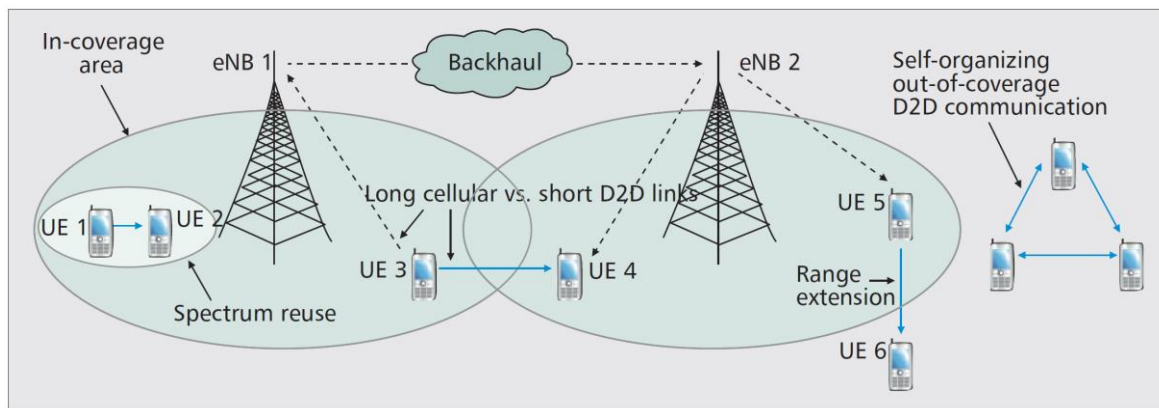 In-coverage
area
eNB 1
Backhaul
eNB 2
Self-organizing
out-of-coverage
D2D communication
Long cellular vs. short D2D links
UE 1
UE 2
UE 3
UE 4
UE 5
Range
extension
Spectrum reuse
UE 6